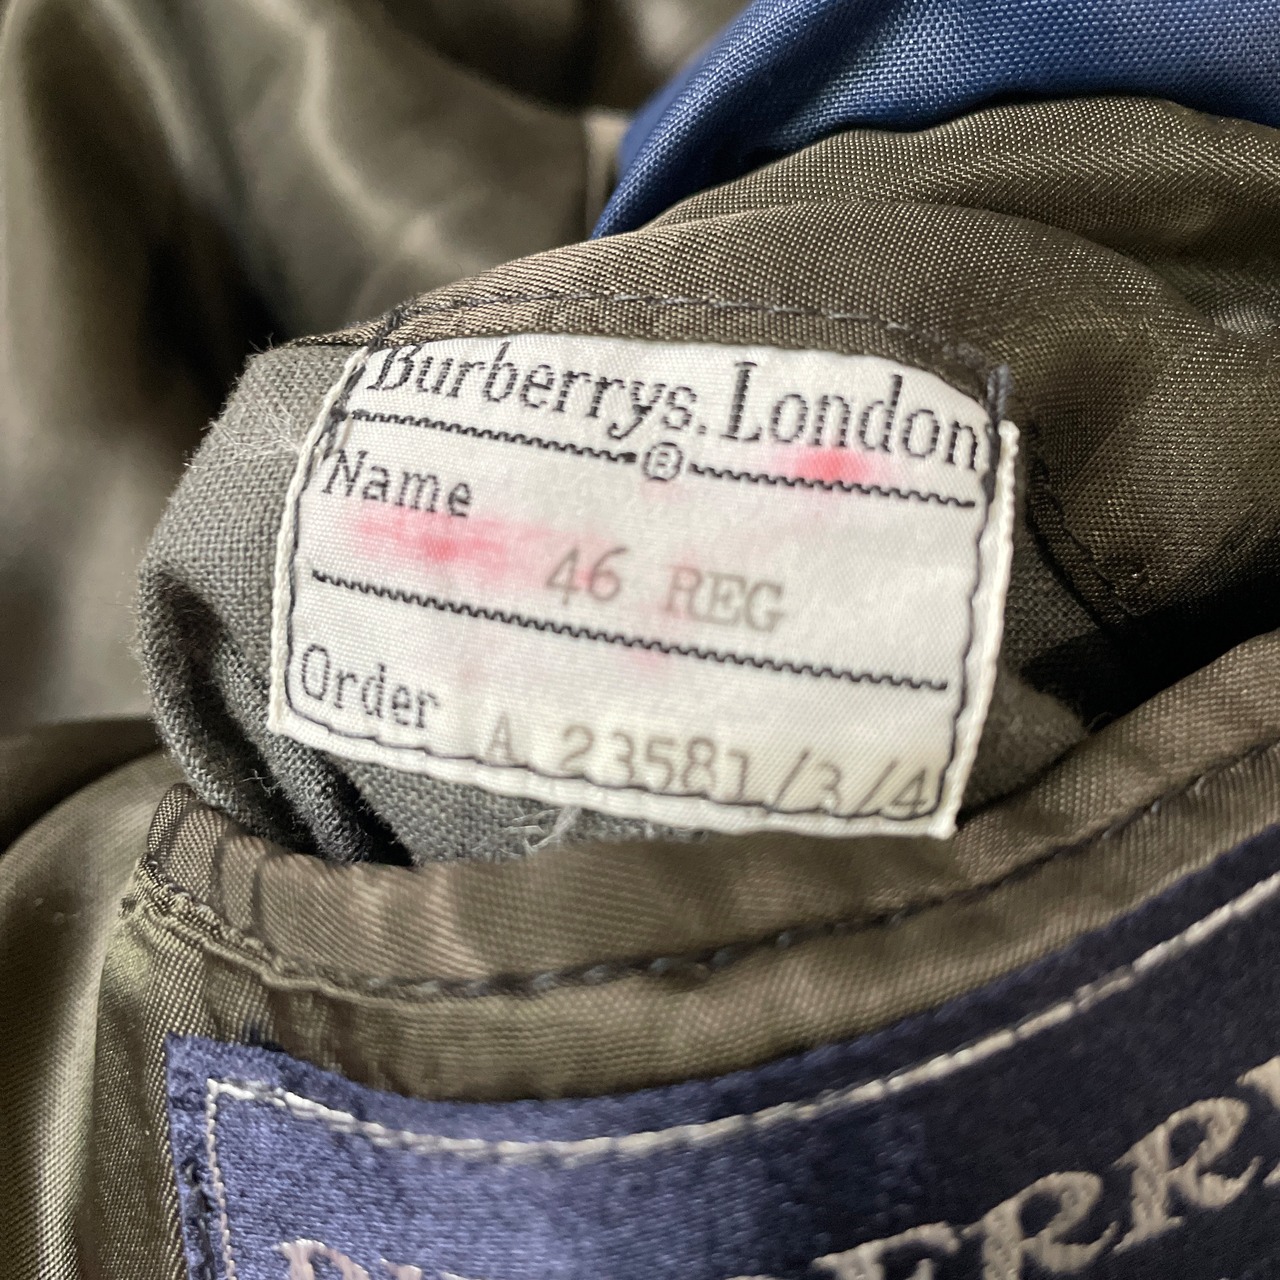 Burberrys. London
®
Name
46 REG
Order
A 23581/3/4